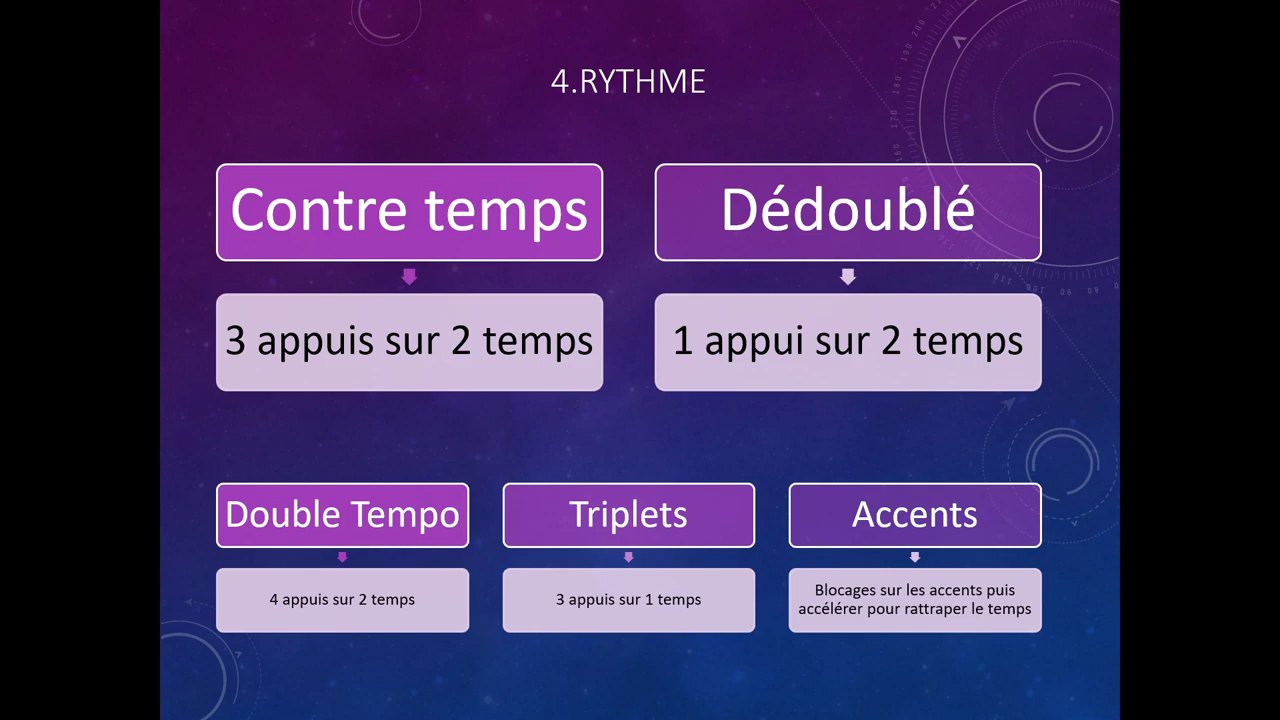 4.RYTHME
Contre temps
Dédoublé
3 appuis sur 2 temps
1 appui sur 2 temps
Double Tempo
Triplets
Accents
4 appuis sur 2 temps
3 appuis sur 1 temps
Blocages sur les accents puis
accélérer pour rattraper le temps